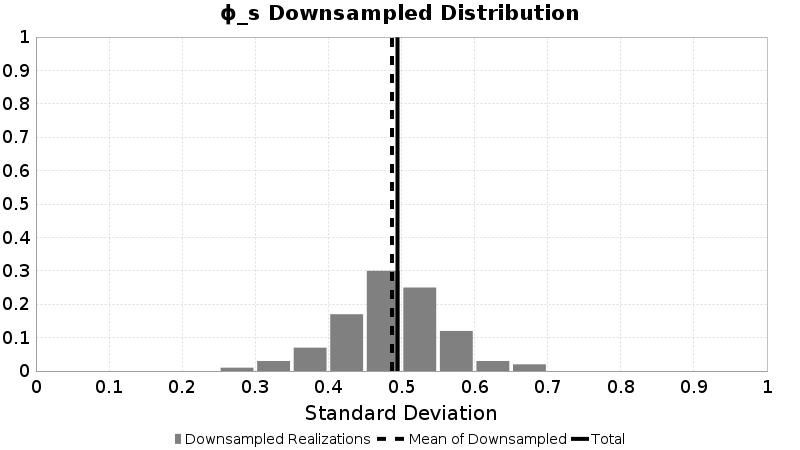 ϕ_s Downsampled Distribution
1
0.9
0.8
0.7
0.6
0.5
0.4
0.3
0.2
0.1
0
0 0.1 0.2 0.3 0.4 0.5 0.6 0.7 0.8 0.9 1
Standard Deviation
Downsampled Realizations Mean of Downsampled Total